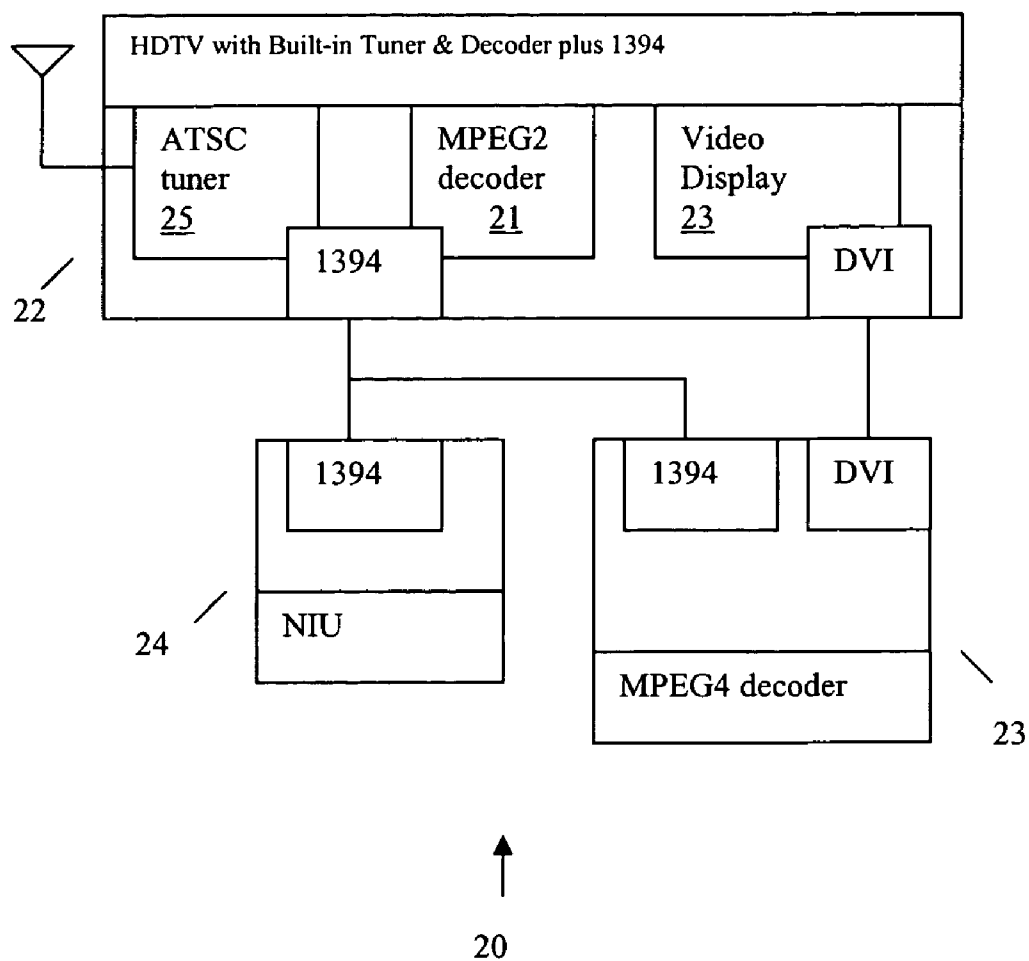 HDTV with Built-in Tuner & Decoder plus 1394
ATSC
tuner
25
MPEG2
decoder
21
Video
Display
23
1394
DVI
22
1394
1394
DVI
24
NIU
MPEG4 decoder
23
20